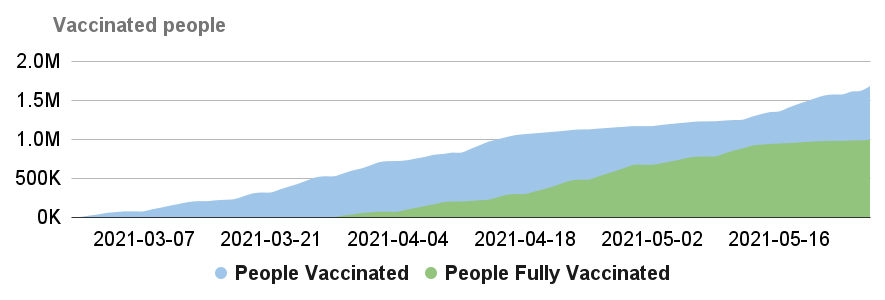 Vaccinated people
2.0M
1.5M
1.0M
500K
0K
2021-03-07 2021-03-21 2021-04-04 2021-04-18 2021-05-02 2021-05-16
People Vaccinated People Fully Vaccinated